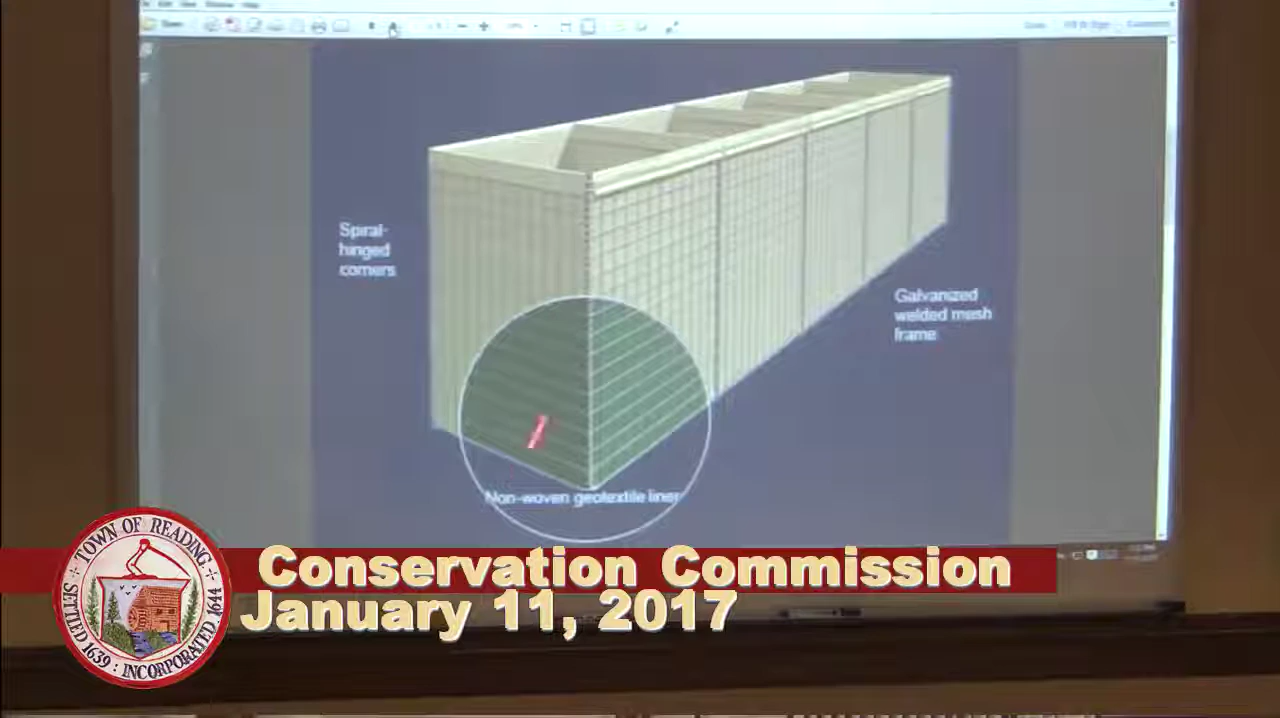 Spiral-
hinged
corners
Galvanized
welded mesh
frame
Non-woven geotextile liner
TOWN OF READING
SETTLED 1639 : INCORPORATED 1644
Conservation Commission
January 11, 2017